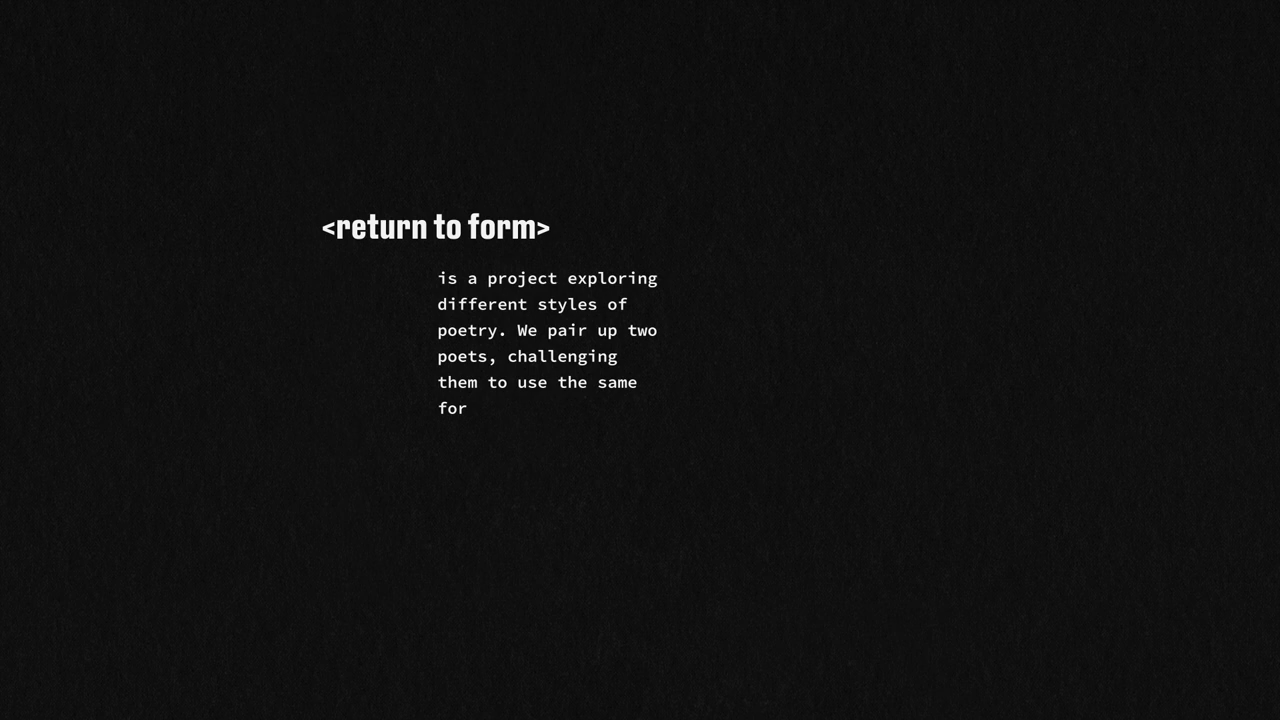 <return to form>
is a project exploring
different styles of
poetry. We pair up two
poets, challenging
them to use the same
for